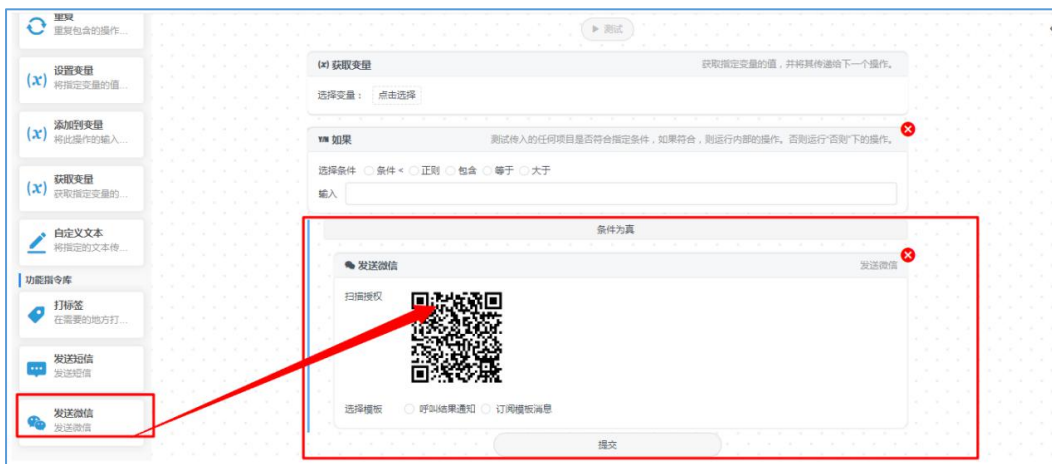 重复
重复包含的操作...
设置变量
将指定变量的值...
添加到变量
将此操作的输入...
获取变量
获取指定变量的...
自定义文本
将指定的文本传...
功能指令库
打标签
在需要的地方打...
发送短信
发送短信
发送微信
发送微信
测试
(x) 获取变量
获取指定变量的值,并将其传递给下一个操作。
选择变量: 点击选择
Y/N 如果
测试传入的任何项目是否符合指定条件,如果符合,则运行内部的操作。否则运行"否则"下的操作。
选择条件 条件 < 正则 包含 等于 大于
输入
条件为真
发送微信
发送微信
扫描授权
选择模板 呼叫结果通知 订阅模板消息
提交